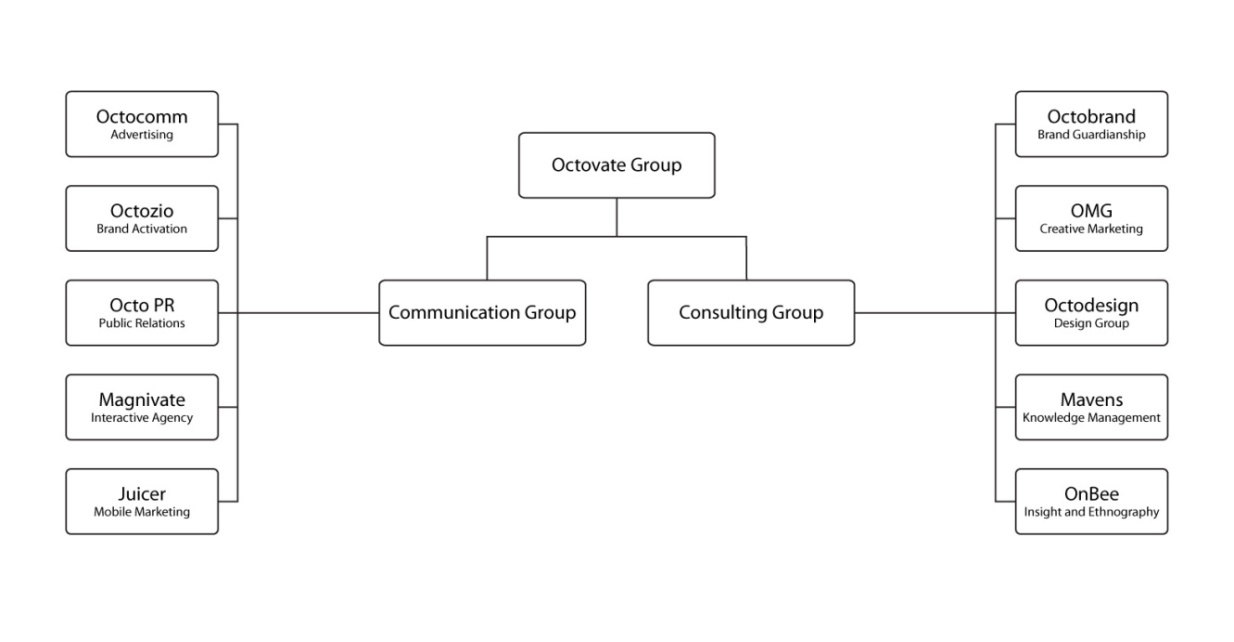 Octovate Group
Communication Group
Consulting Group
Octocomm
Advertising
Octozio
Brand Activation
Octo PR
Public Relations
Magnivate
Interactive Agency
Juicer
Mobile Marketing
Octobrand
Brand Guardianship
OMG
Creative Marketing
Octodesign
Design Group
Mavens
Knowledge Management
OnBee
Insight and Ethnography